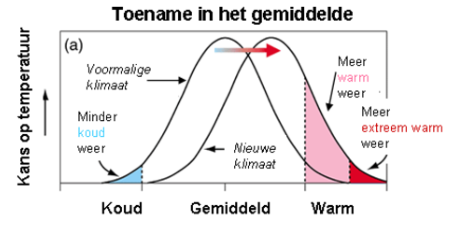 Toename in het gemiddelde
Kans op temperatuur
(a)
Voormalige
klimaat
Minder
koud
weer
Nieuwe
klimaat
Meer
warm
weer
Meer
extreem warm
weer
Koud
Gemiddeld
Warm